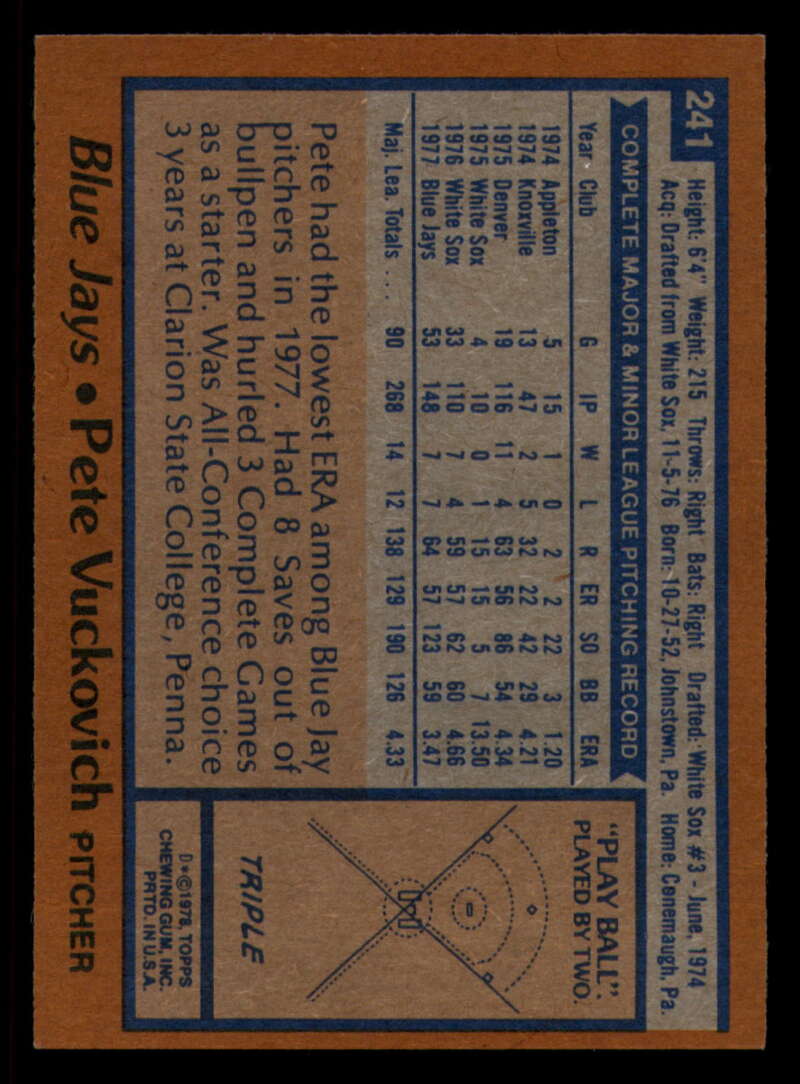 241
Height: 6'4" Weight: 215 Throws: Right Bats: Right Drafted: White Sox #3 - June, 1974
Acq: Drafted from White Sox, 11-5-76 Born: 10-27-52, Johnstown, Pa. Home: Conemaugh, Pa.
COMPLETE MAJOR & MINOR LEAGUE PITCHING RECORD
Year Club G IP W L R ER SO BB ERA
1974 Appleton 5 15 1 0 2 2 22 3 1.20
1974 Knoxville 13 47 2 5 32 22 42 29 4.21
1975 Denver 19 116 11 4 63 56 86 54 4.34
1975 White Sox 4 10 0 1 15 15 5 7 13.50
1976 White Sox 33 110 7 4 59 57 62 60 4.66
1977 Blue Jays 53 148 7 7 64 57 123 59 3.47
Maj. Lea. Totals . . . 90 268 14 12 138 129 190 126 4.33
Pete had the lowest ERA among Blue Jay
pitchers in 1977. Had 8 Saves out of
bullpen and hurled 3 Complete Games
as a starter. Was All-Conference choice
3 years at Clarion State College, Penna.
"PLAY BALL".
PLAYED BY TWO.
TRIPLE
D*©1978, TOPPS
CHEWING GUM, INC.
PRTD. IN U.S.A.
Blue Jays • Pete Vuckovich PITCHER